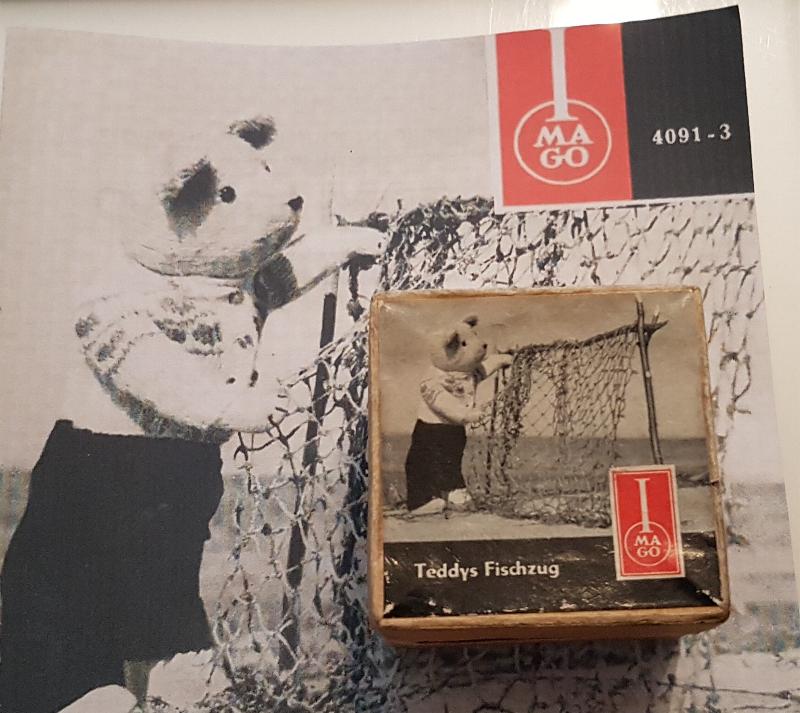 I
MA
GO
4091-3
Teddys Fischzug
I
MA
GO